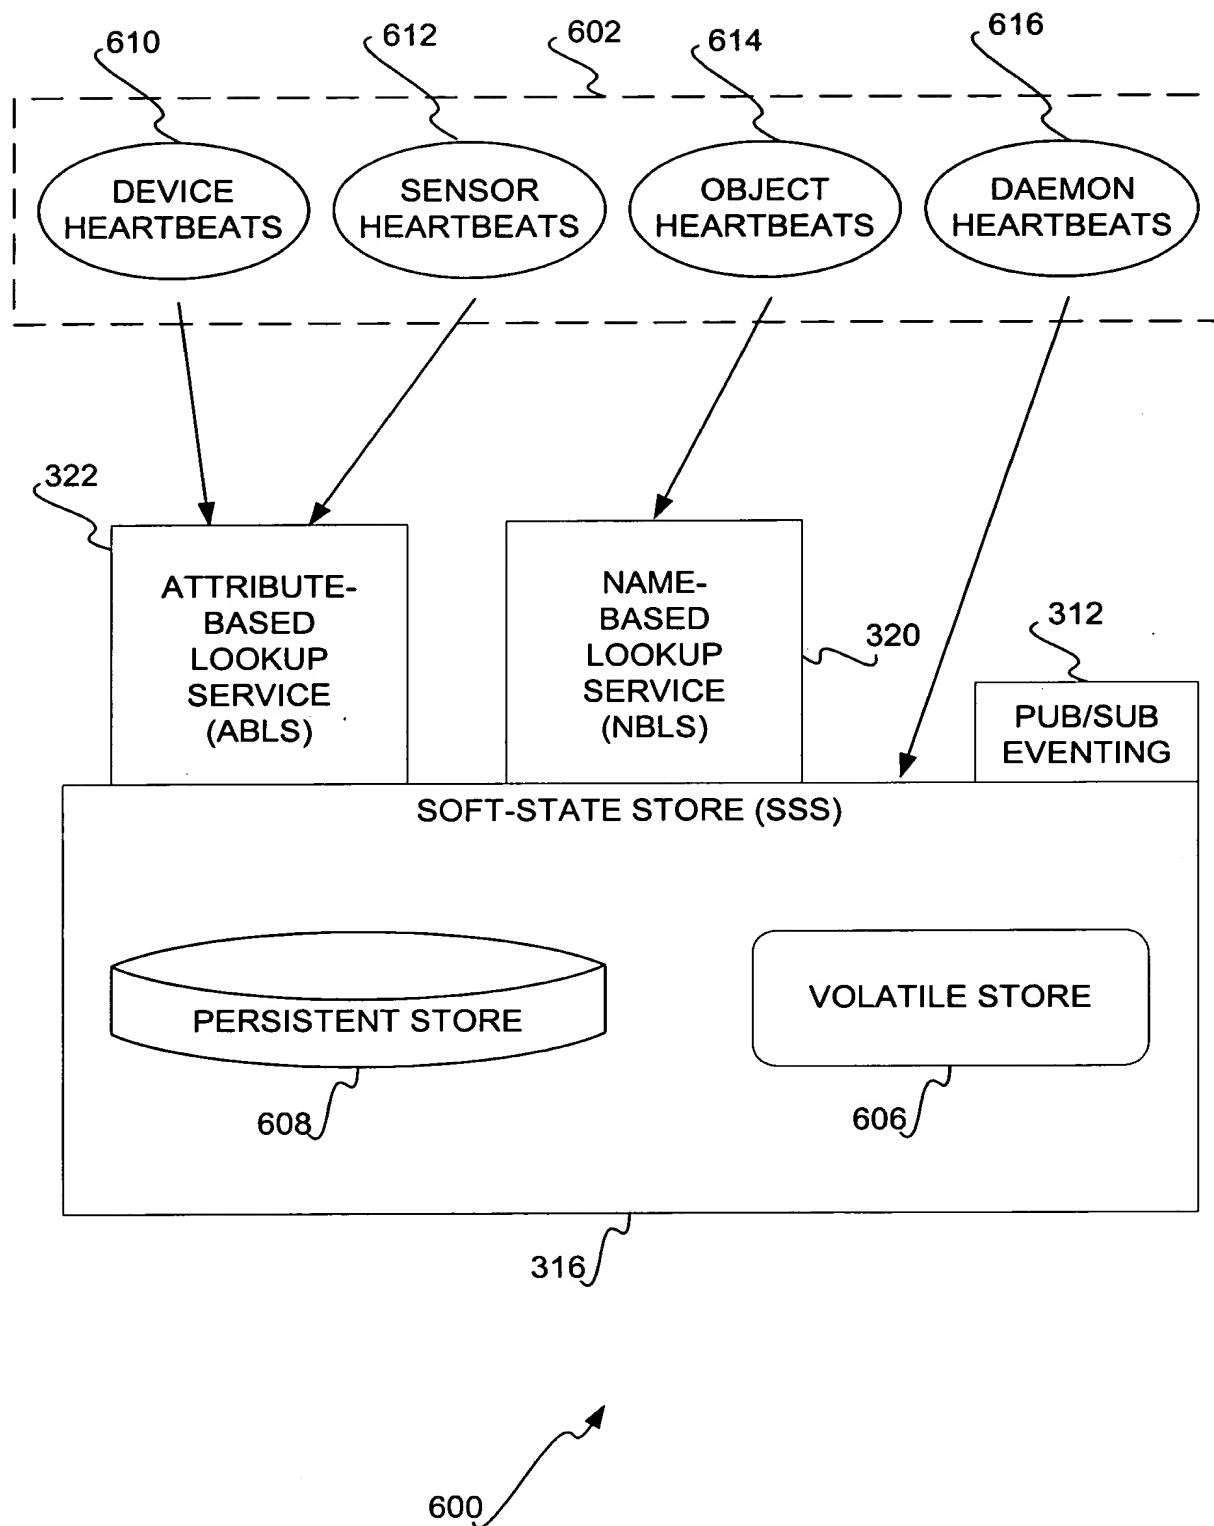 610
612
602
614
616
DEVICE
HEARTBEATS
SENSOR
HEARTBEATS
OBJECT
HEARTBEATS
DAEMON
HEARTBEATS
322
ATTRIBUTE-
BASED
LOOKUP
SERVICE
(ABLS)
NAME-
BASED
LOOKUP
SERVICE
(NBLS)
320
312
PUB/SUB
EVENTING
SOFT-STATE STORE (SSS)
PERSISTENT STORE
VOLATILE STORE
608
606
316
600